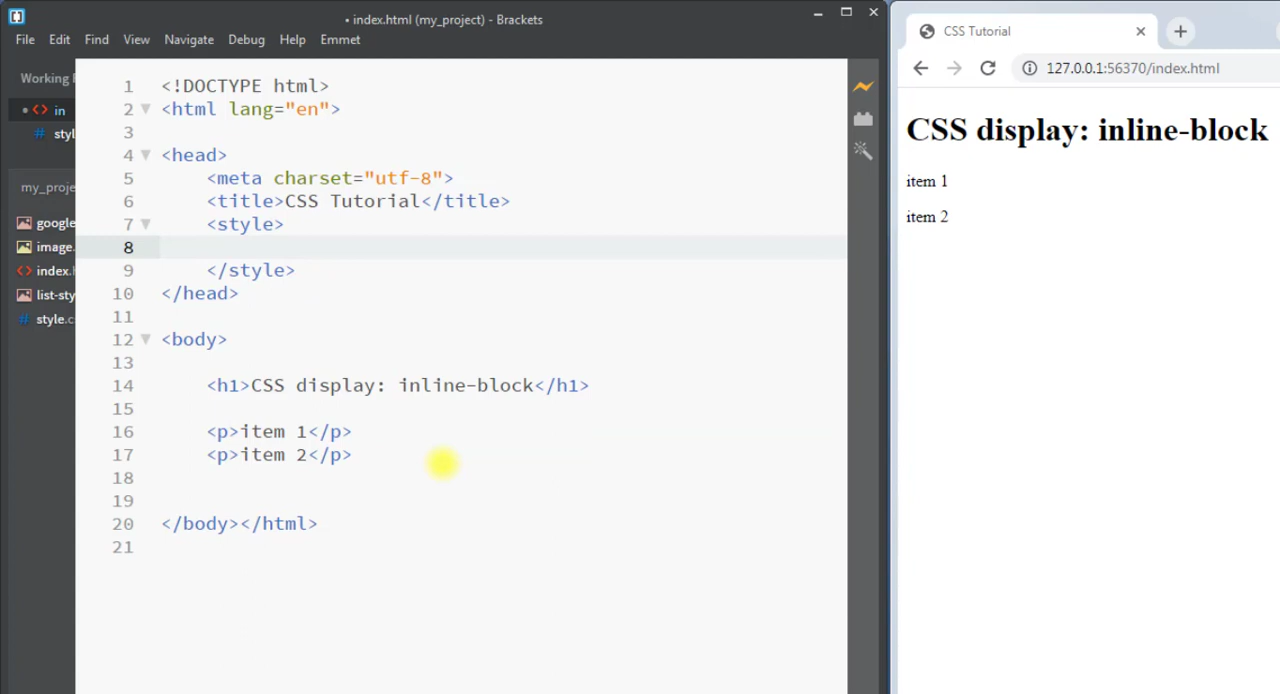 • index.html (my_project) - Brackets
File Edit Find View Navigate Debug Help Emmet
Working
in
styl
my_proje
google
image.
index.
list-sty
style.c
1 <!DOCTYPE html>
2 <html lang="en">
3
4 <head>
5 <meta charset="utf-8">
6 <title>CSS Tutorial</title>
7 <style>
8
9 </style>
10 </head>
11
12 <body>
13
14 <h1>CSS display: inline-block</h1>
15
16 <p>item 1</p>
17 <p>item 2</p>
18
19
20 </body></html>
21
CSS Tutorial
127.0.0.1:56370/index.html
CSS display: inline-block
item 1
item 2